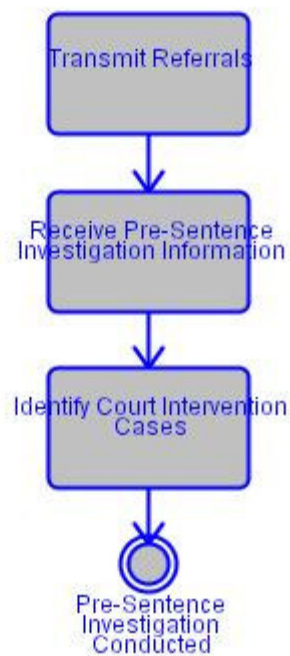 Transmit Referrals
Receive Pre-Sentence
Investigation Information
Identify Court Intervention
Cases
Pre-Sentence
Investigation
Conducted